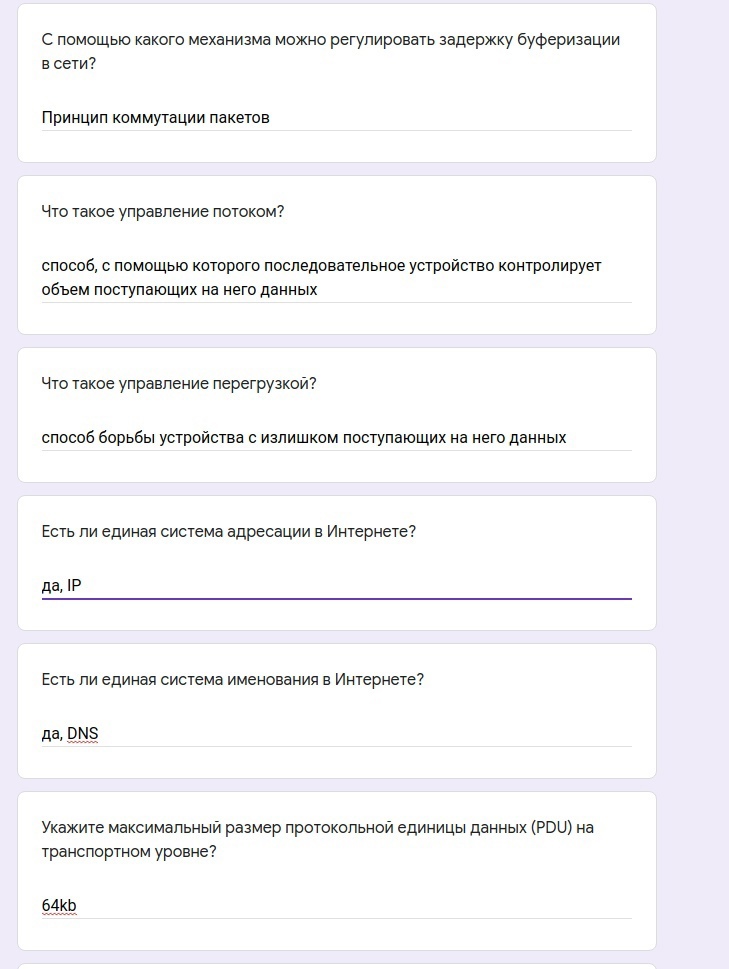 С помощью какого механизма можно регулировать задержку буферизации
в сети?
Принцип коммутации пакетов
Что такое управление потоком?
способ, с помощью которого последовательное устройство контролирует
объем поступающих на него данных
Что такое управление перегрузкой?
способ борьбы устройства с излишком поступающих на него данных
Есть ли единая система адресации в Интернете?
да, IP
Есть ли единая система именования в Интернете?
да, DNS
Укажите максимальный размер протокольной единицы данных (PDU) на
транспортном уровне?
64kb